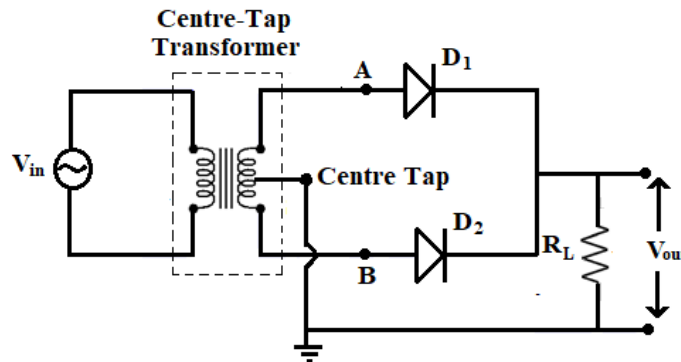 Centre-Tap
Transformer
A
D1
Vin
Centre Tap
D2
B
RL
Vou